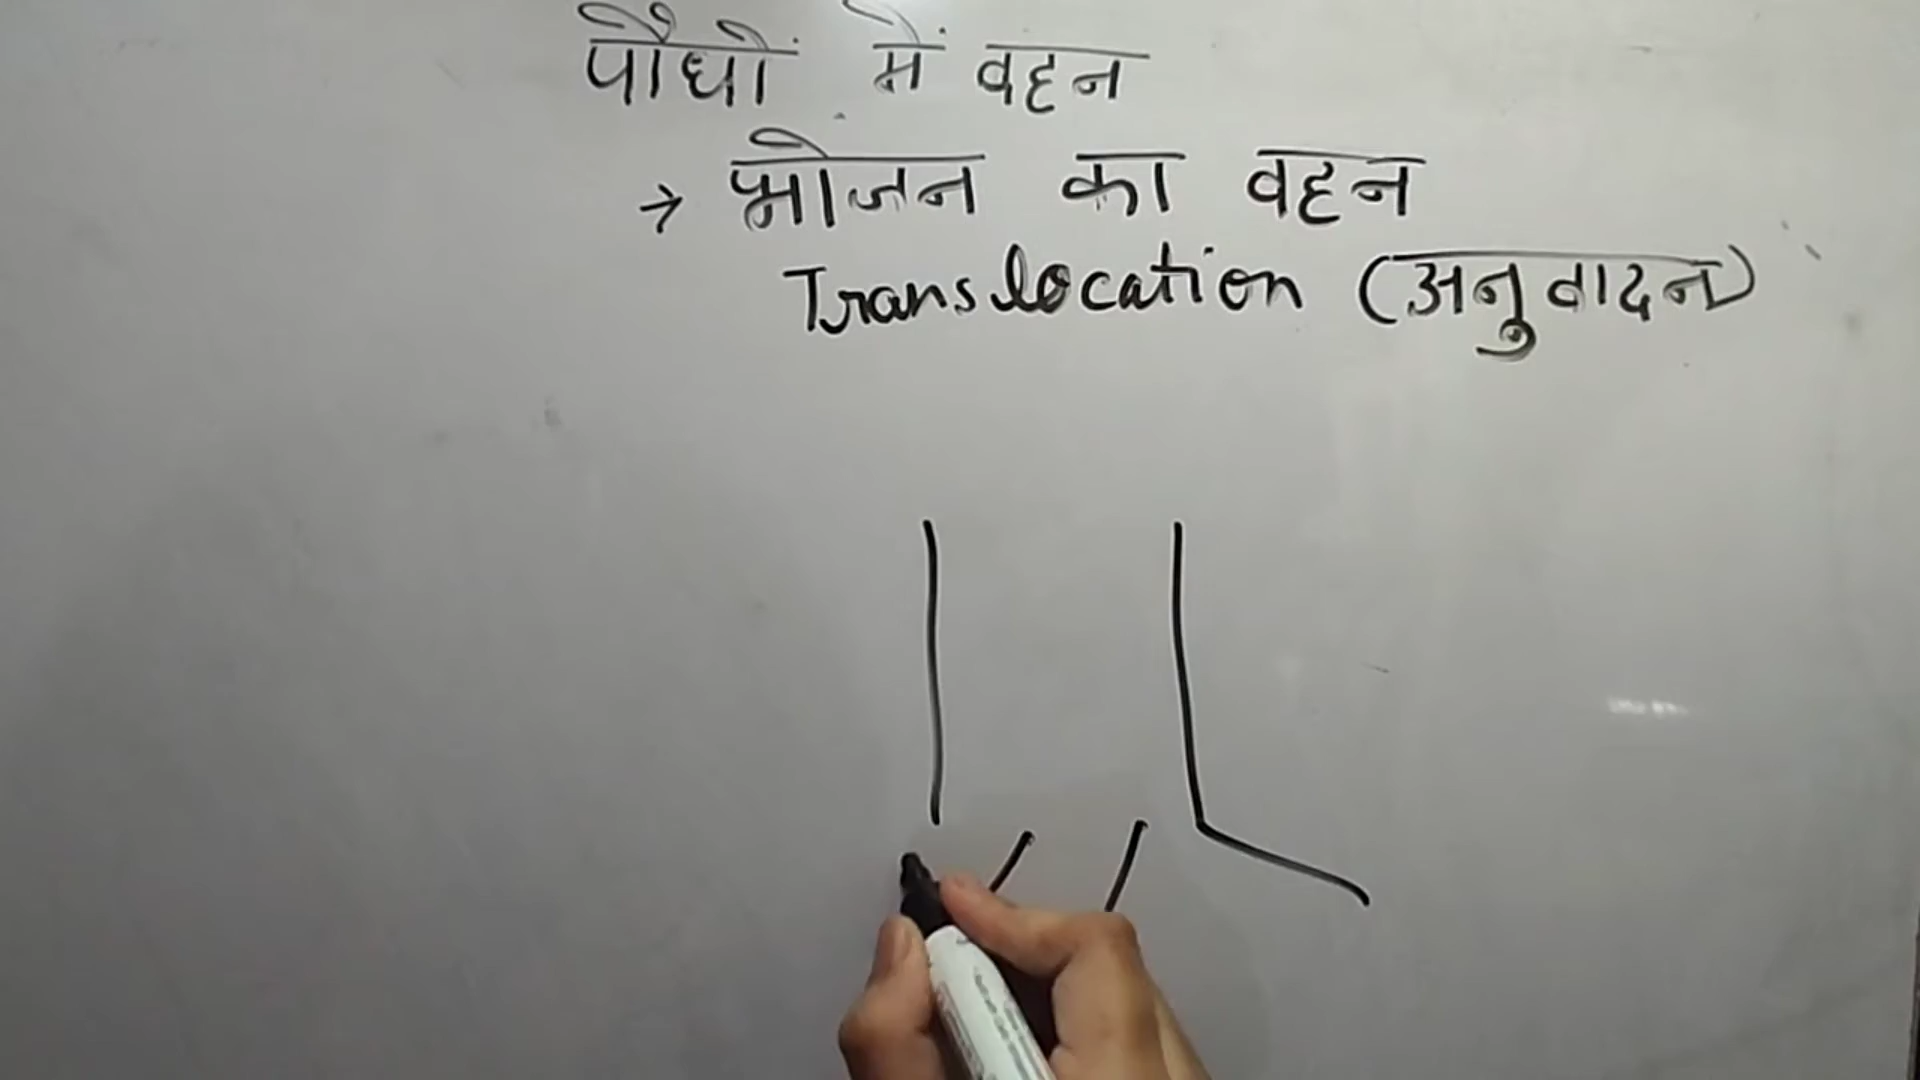 पौधों में वहन
→ भोजन का वहन
Translocation (अनुवादन)